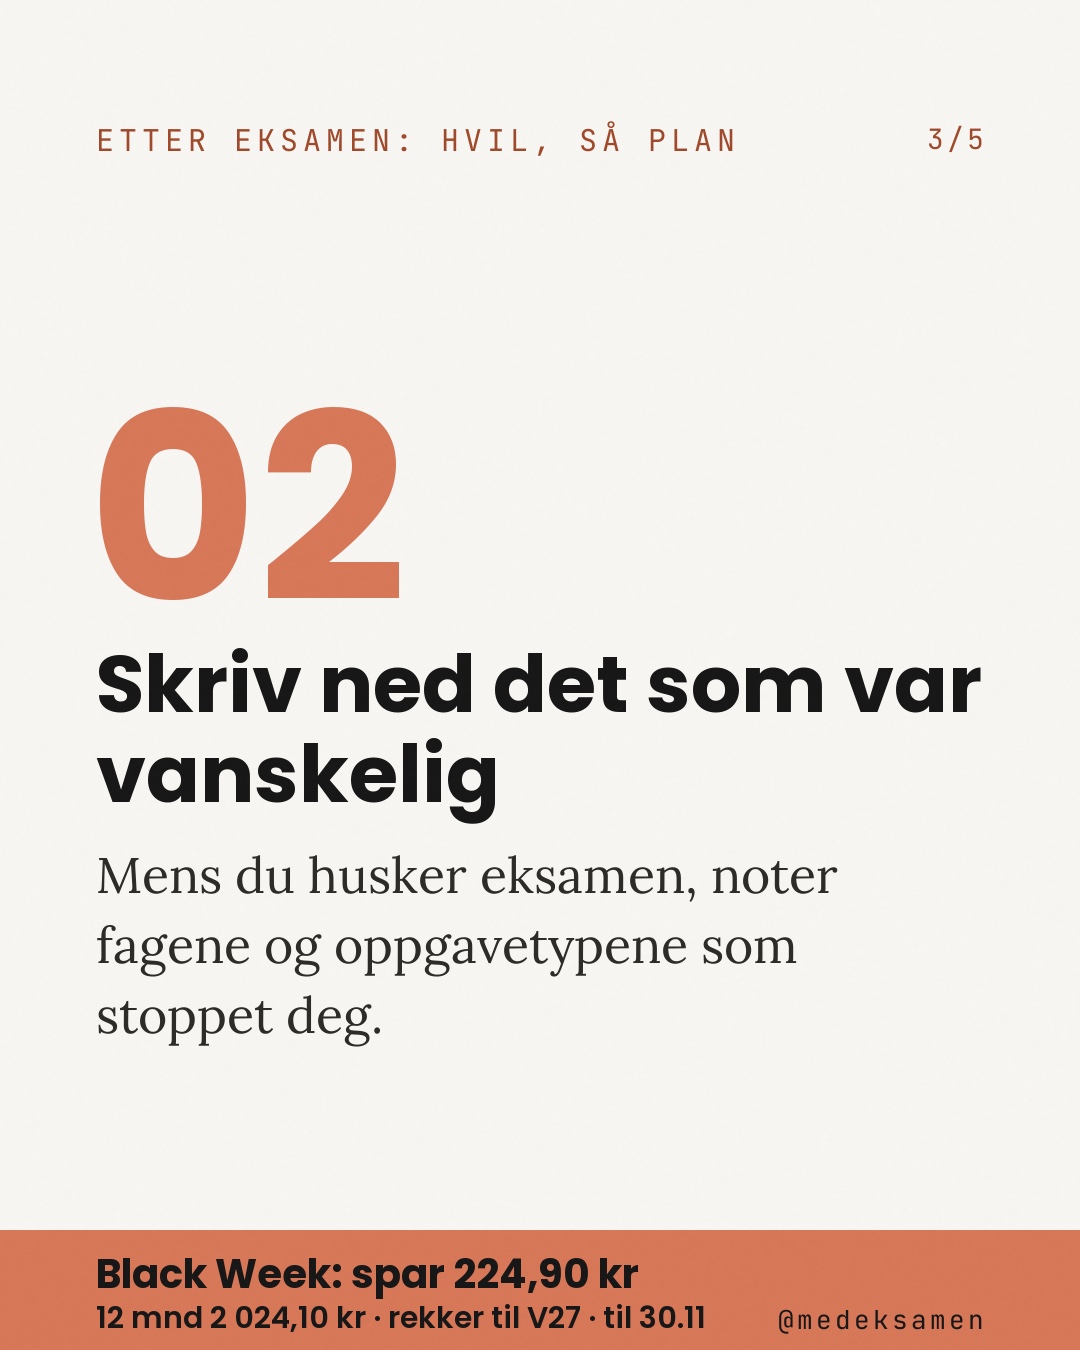 ETTER EKSAMEN: HVIL, SÅ PLAN
3/5
02
Skriv ned det som var
vanskelig
Mens du husker eksamen, noter
fagene og oppgavetypene som
stoppet deg.
Black Week: spar 224,90 kr
12 mnd 2 024,10 kr · rekker til V27 · til 30.11
@medeksamen